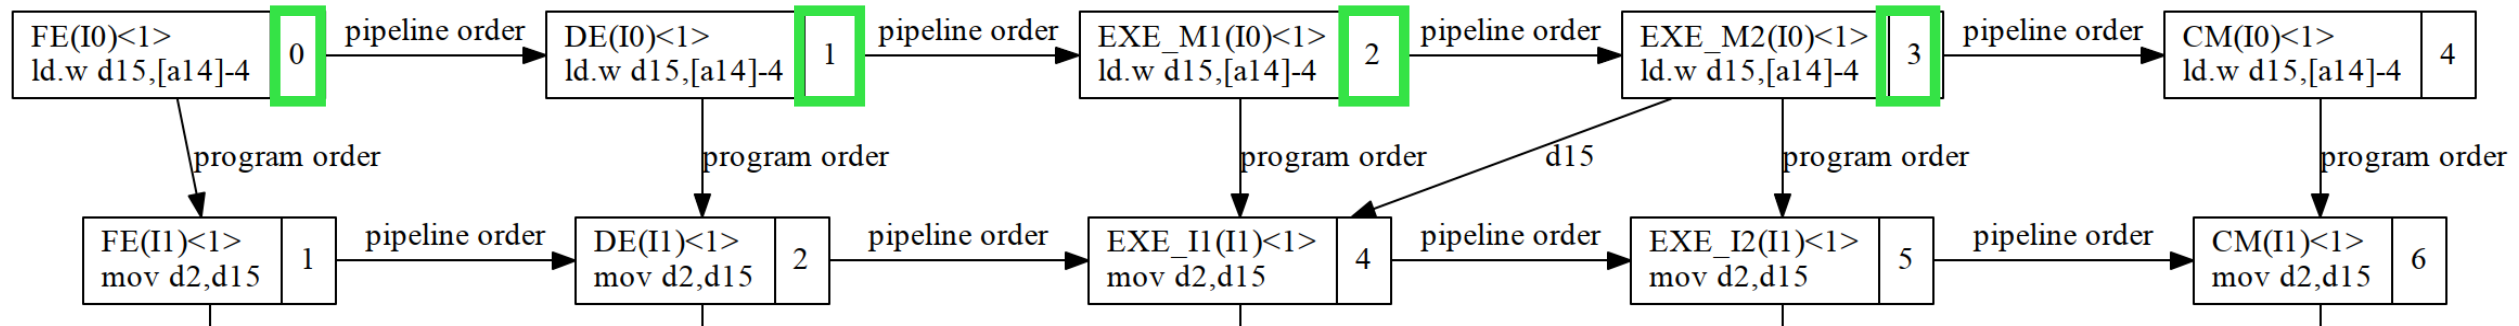 FE(I0)<1>
ld.w d15,[a14]-4
0
pipeline order
DE(I0)<1>
ld.w d15,[a14]-4
1
pipeline order
EXE_M1(I0)<1>
ld.w d15,[a14]-4
2
pipeline order
EXE_M2(I0)<1>
ld.w d15,[a14]-4
3
pipeline order
CM(I0)<1>
ld.w d15,[a14]-4
4
program order
program order
program order
d15
program order
program order
FE(I1)<1>
mov d2,d15
1
pipeline order
DE(I1)<1>
mov d2,d15
2
pipeline order
EXE_I1(I1)<1>
mov d2,d15
4
pipeline order
EXE_I2(I1)<1>
mov d2,d15
5
pipeline order
CM(I1)<1>
mov d2,d15
6